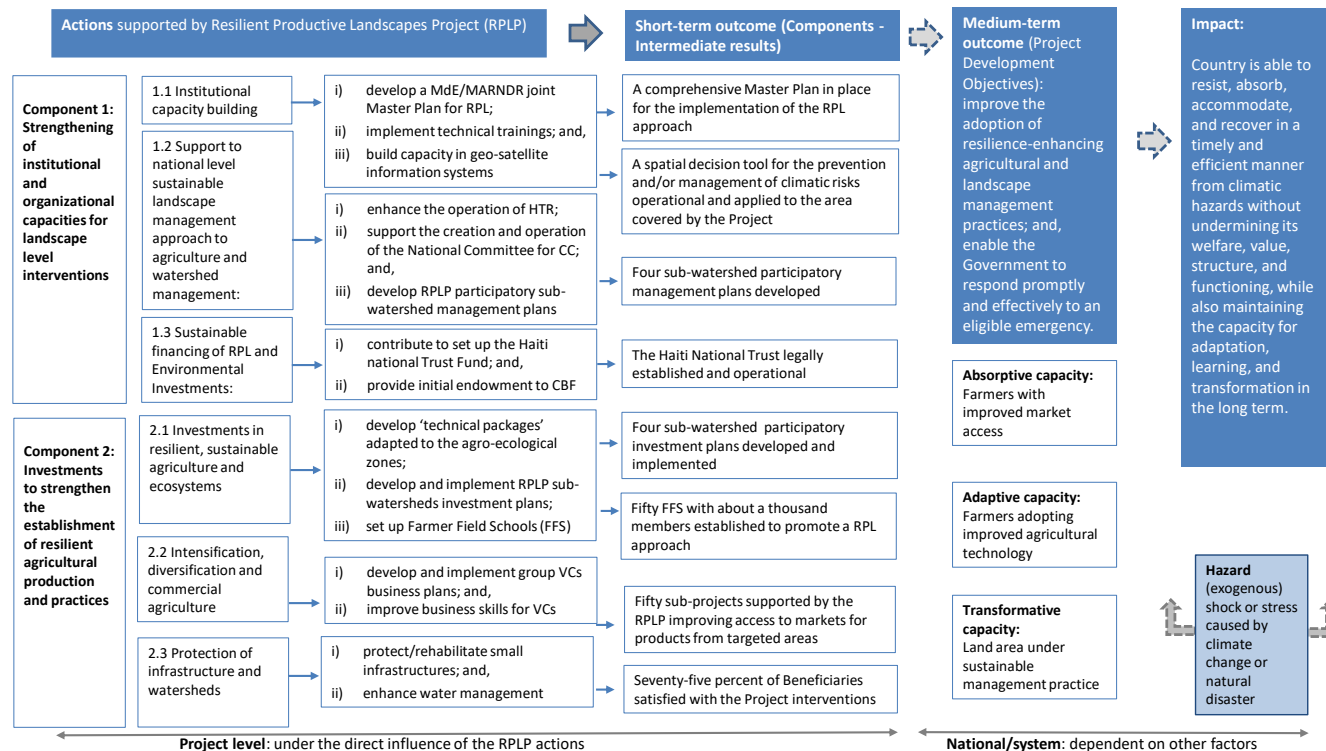 Actions supported by Resilient Productive Landscapes Project (RPLP)
Short-term outcome (Components -
Intermediate results)
Medium-term
outcome (Project
Development
Objectives):
improve the
adoption of
resilience-enhancing
agricultural and
landscape
management
practices; and,
enable the
Government to
respond promptly
and effectively to an
eligible emergency.
Impact:
Country is able to
resist, absorb,
accommodate,
and recover in a
timely and
efficient manner
from climatic
hazards without
undermining its
welfare, value,
structure, and
functioning, while
also maintaining
the capacity for
adaptation,
learning, and
transformation in
the long term.
Component 1:
Strengthening
of
institutional
and
organizational
capacities for
landscape
level
interventions
1.1 Institutional
capacity building
1.2 Support to
national level
sustainable
landscape
management
approach to
agriculture and
watershed
management:
1.3 Sustainable
financing of RPL and
Environmental
Investments:
i) develop a MdE/MARNDR joint
Master Plan for RPL;
ii) implement technical trainings; and,
iii) build capacity in geo-satellite
information systems
i) enhance the operation of HTR;
ii) support the creation and operation
of the National Committee for CC;
and,
iii) develop RPLP participatory sub-
watershed management plans
i) contribute to set up the Haiti
national Trust Fund; and,
ii) provide initial endowment to CBF
A comprehensive Master Plan in place
for the implementation of the RPL
approach
A spatial decision tool for the prevention
and/or management of climatic risks
operational and applied to the area
covered by the Project
Four sub-watershed participatory
management plans developed
The Haiti National Trust legally
established and operational
Component 2:
Investments
to strengthen
the
establishment
of resilient
agricultural
production
and practices
2.1 Investments in
resilient, sustainable
agriculture and
ecosystems
2.2 Intensification,
diversification and
commercial
agriculture
2.3 Protection of
infrastructure and
watersheds
i) develop ‘technical packages’
adapted to the agro-ecological
zones;
ii) develop and implement RPLP sub-
watersheds investment plans;
iii) set up Farmer Field Schools (FFS)
i) develop and implement group VCs
business plans; and,
ii) improve business skills for VCs
i) protect/rehabilitate small
infrastructures; and,
ii) enhance water management
Four sub-watershed participatory
investment plans developed and
implemented
Fifty FFS with about a thousand
members established to promote a RPL
approach
Fifty sub-projects supported by the
RPLP improving access to markets for
products from targeted areas
Seventy-five percent of Beneficiaries
satisfied with the Project interventions
Absorptive capacity:
Farmers with
improved market
access
Adaptive capacity:
Farmers adopting
improved agricultural
technology
Transformative
capacity:
Land area under
sustainable
management practice
Hazard
(exogenous)
shock or stress
caused by
climate
change or
natural
disaster
Project level: under the direct influence of the RPLP actions
National/system: dependent on other factors